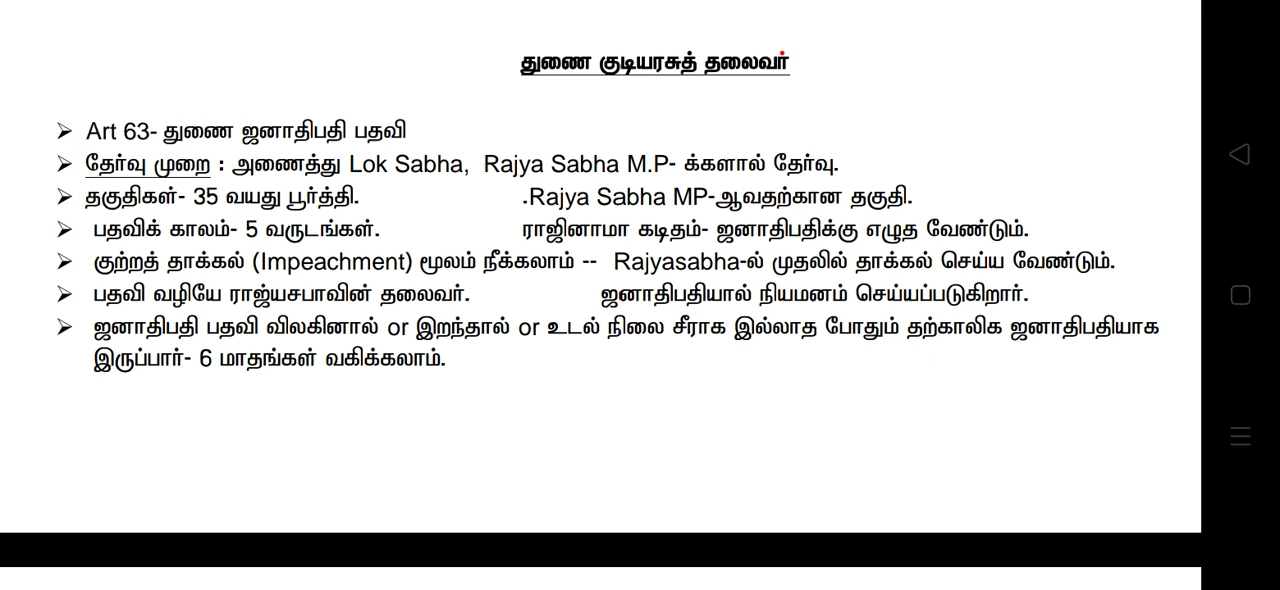 துணை குடியரசுத் தலைவர்
➢ Art 63- துணை ஜனாதிபதி பதவி
➢ தேர்வு முறை : அணைத்து Lok Sabha, Rajya Sabha M.P- க்களால் தேர்வு.
➢ தகுதிகள்- 35 வயது பூர்த்தி. .Rajya Sabha MP-ஆவதற்கான தகுதி.
➢ பதவிக் காலம்- 5 வருடங்கள். ராஜினாமா கடிதம்- ஜனாதிபதிக்கு எழுத வேண்டும்.
➢ குற்றத் தாக்கல் (Impeachment) மூலம் நீக்கலாம் -- Rajyasabha-ல் முதலில் தாக்கல் செய்ய வேண்டும்.
➢ பதவி வழியே ராஜ்யசபாவின் தலைவர். ஜனாதிபதியால் நியமனம் செய்யப்படுகிறார்.
➢ ஜனாதிபதி பதவி விலகினால் or இறந்தால் or உடல் நிலை சீராக இல்லாத போதும் தற்காலிக ஜனாதிபதியாக
இருப்பார்- 6 மாதங்கள் வகிக்கலாம்.